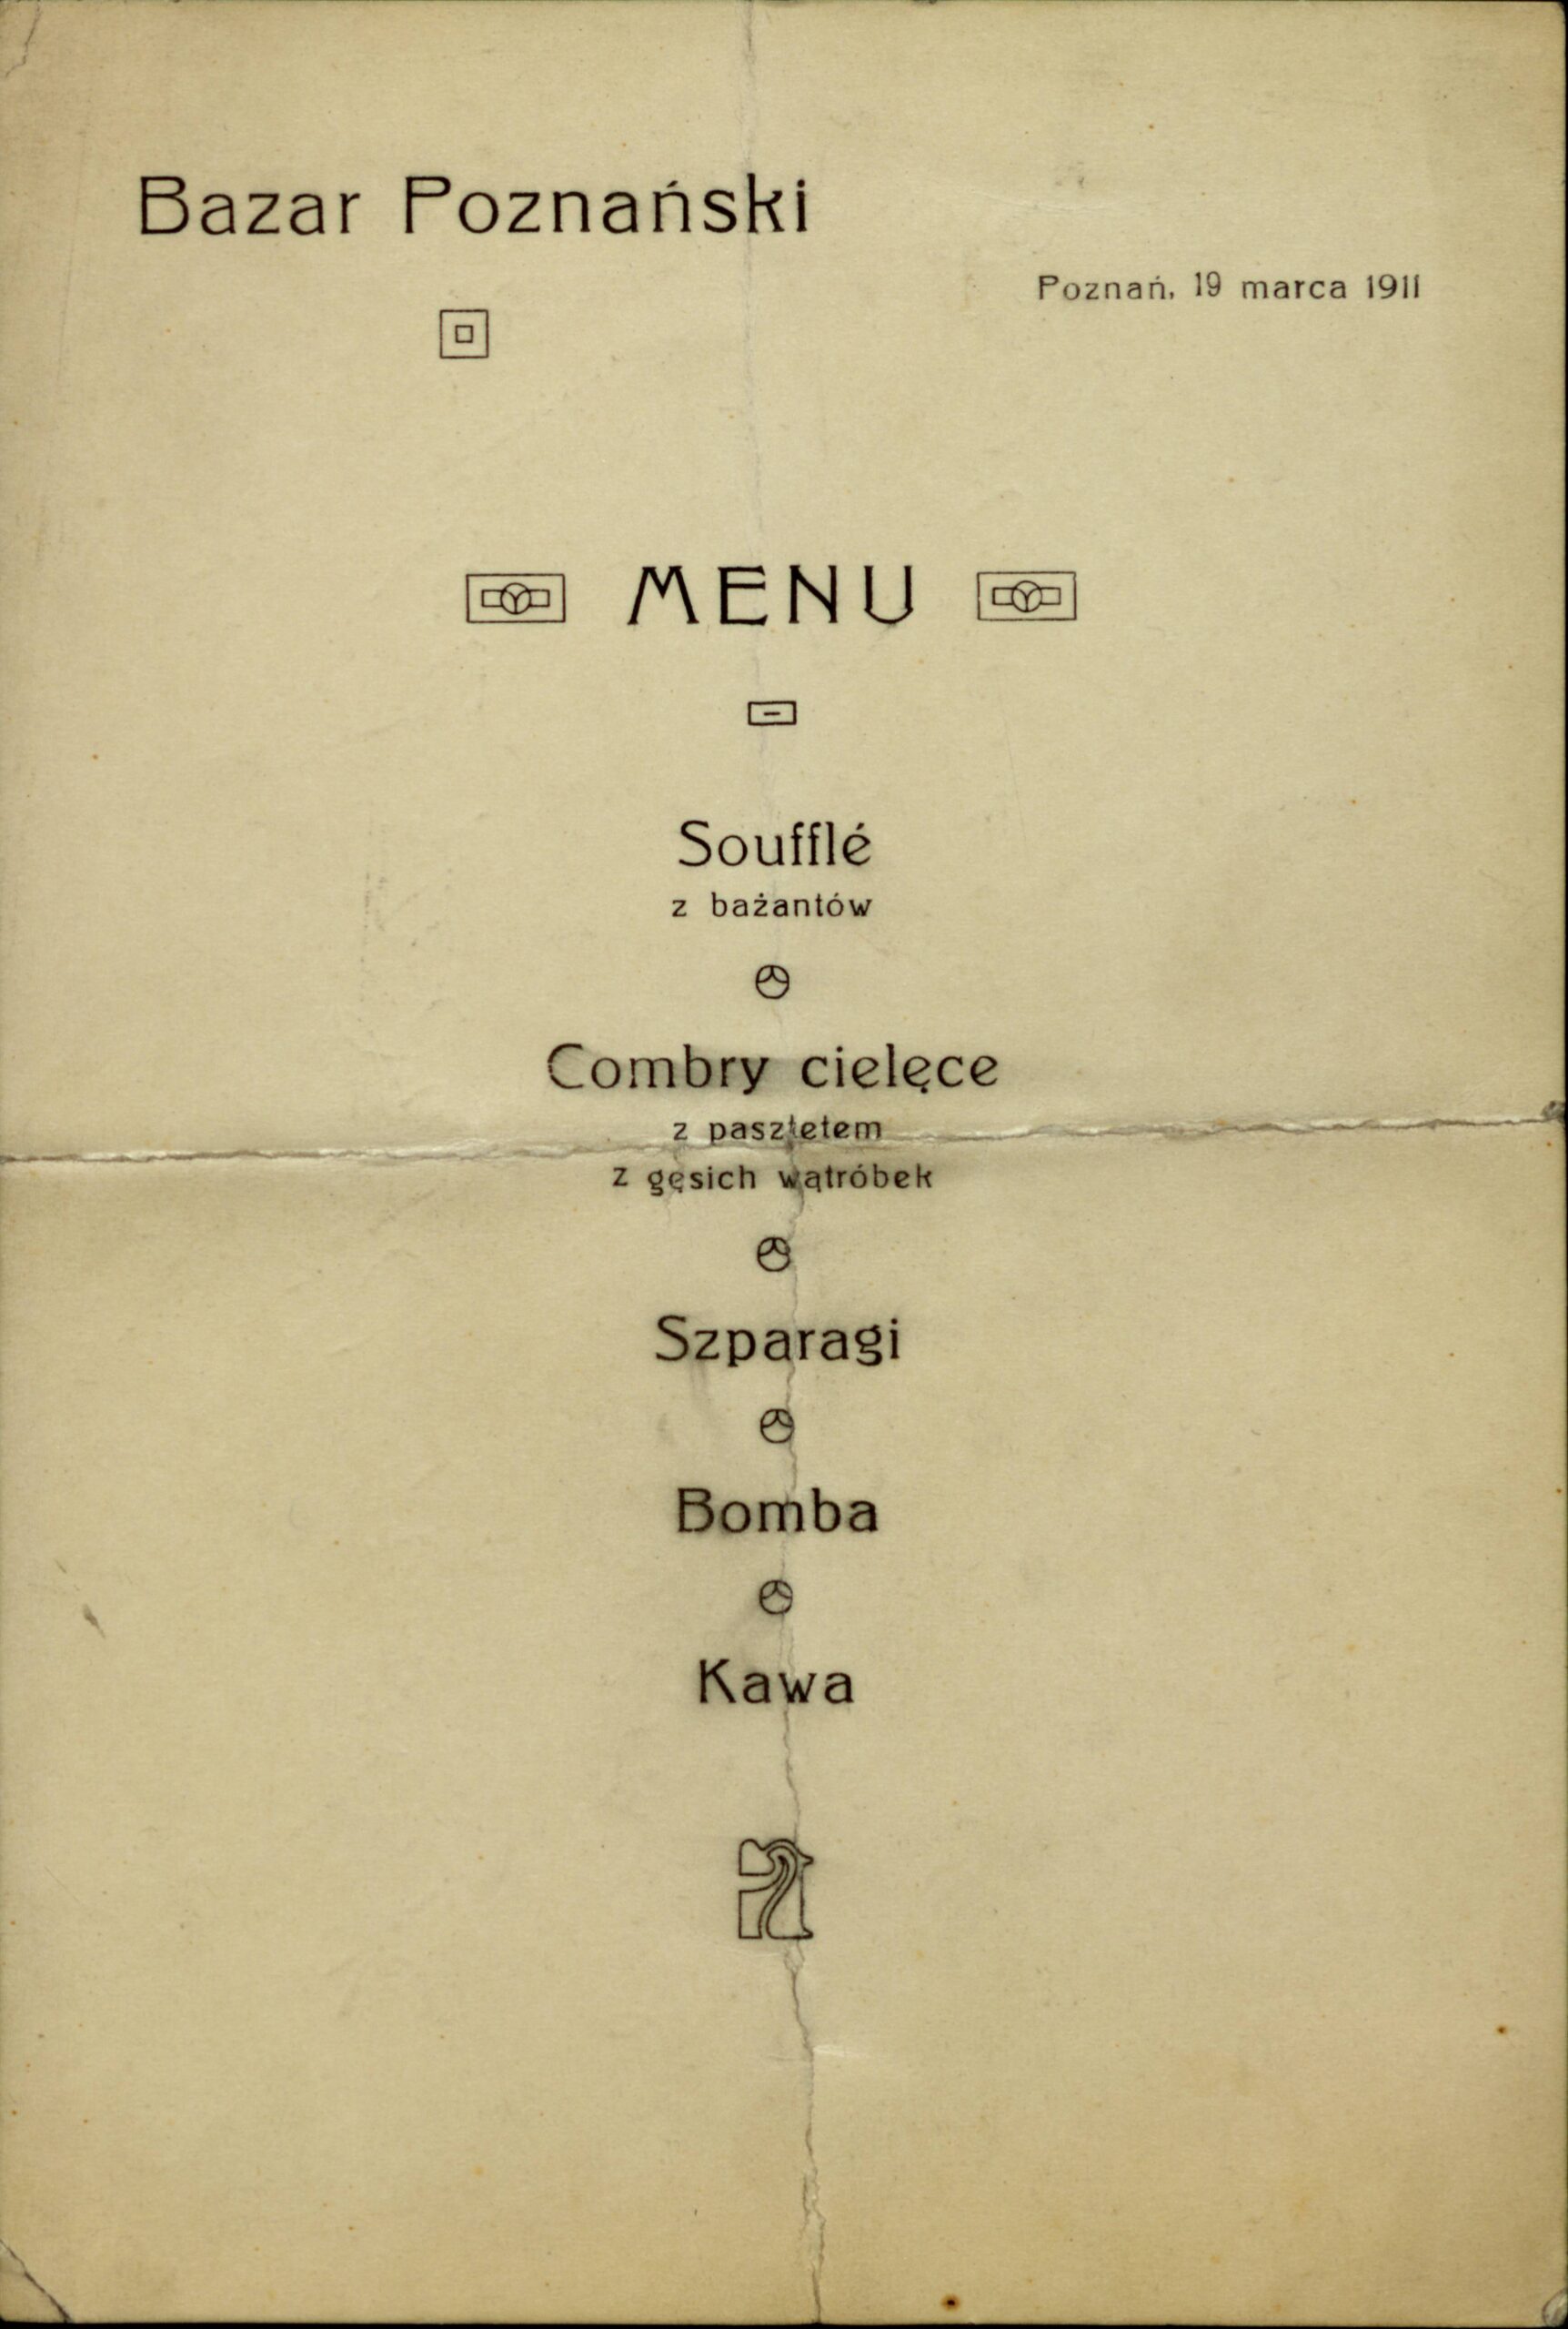 Bazar Poznański
Poznań, 19 marca 1911
MENU
Soufflé
z bażantów
Combry cielęce
z pasztetem
z gęsich wątróbek
Szparagi
Bomba
Kawa